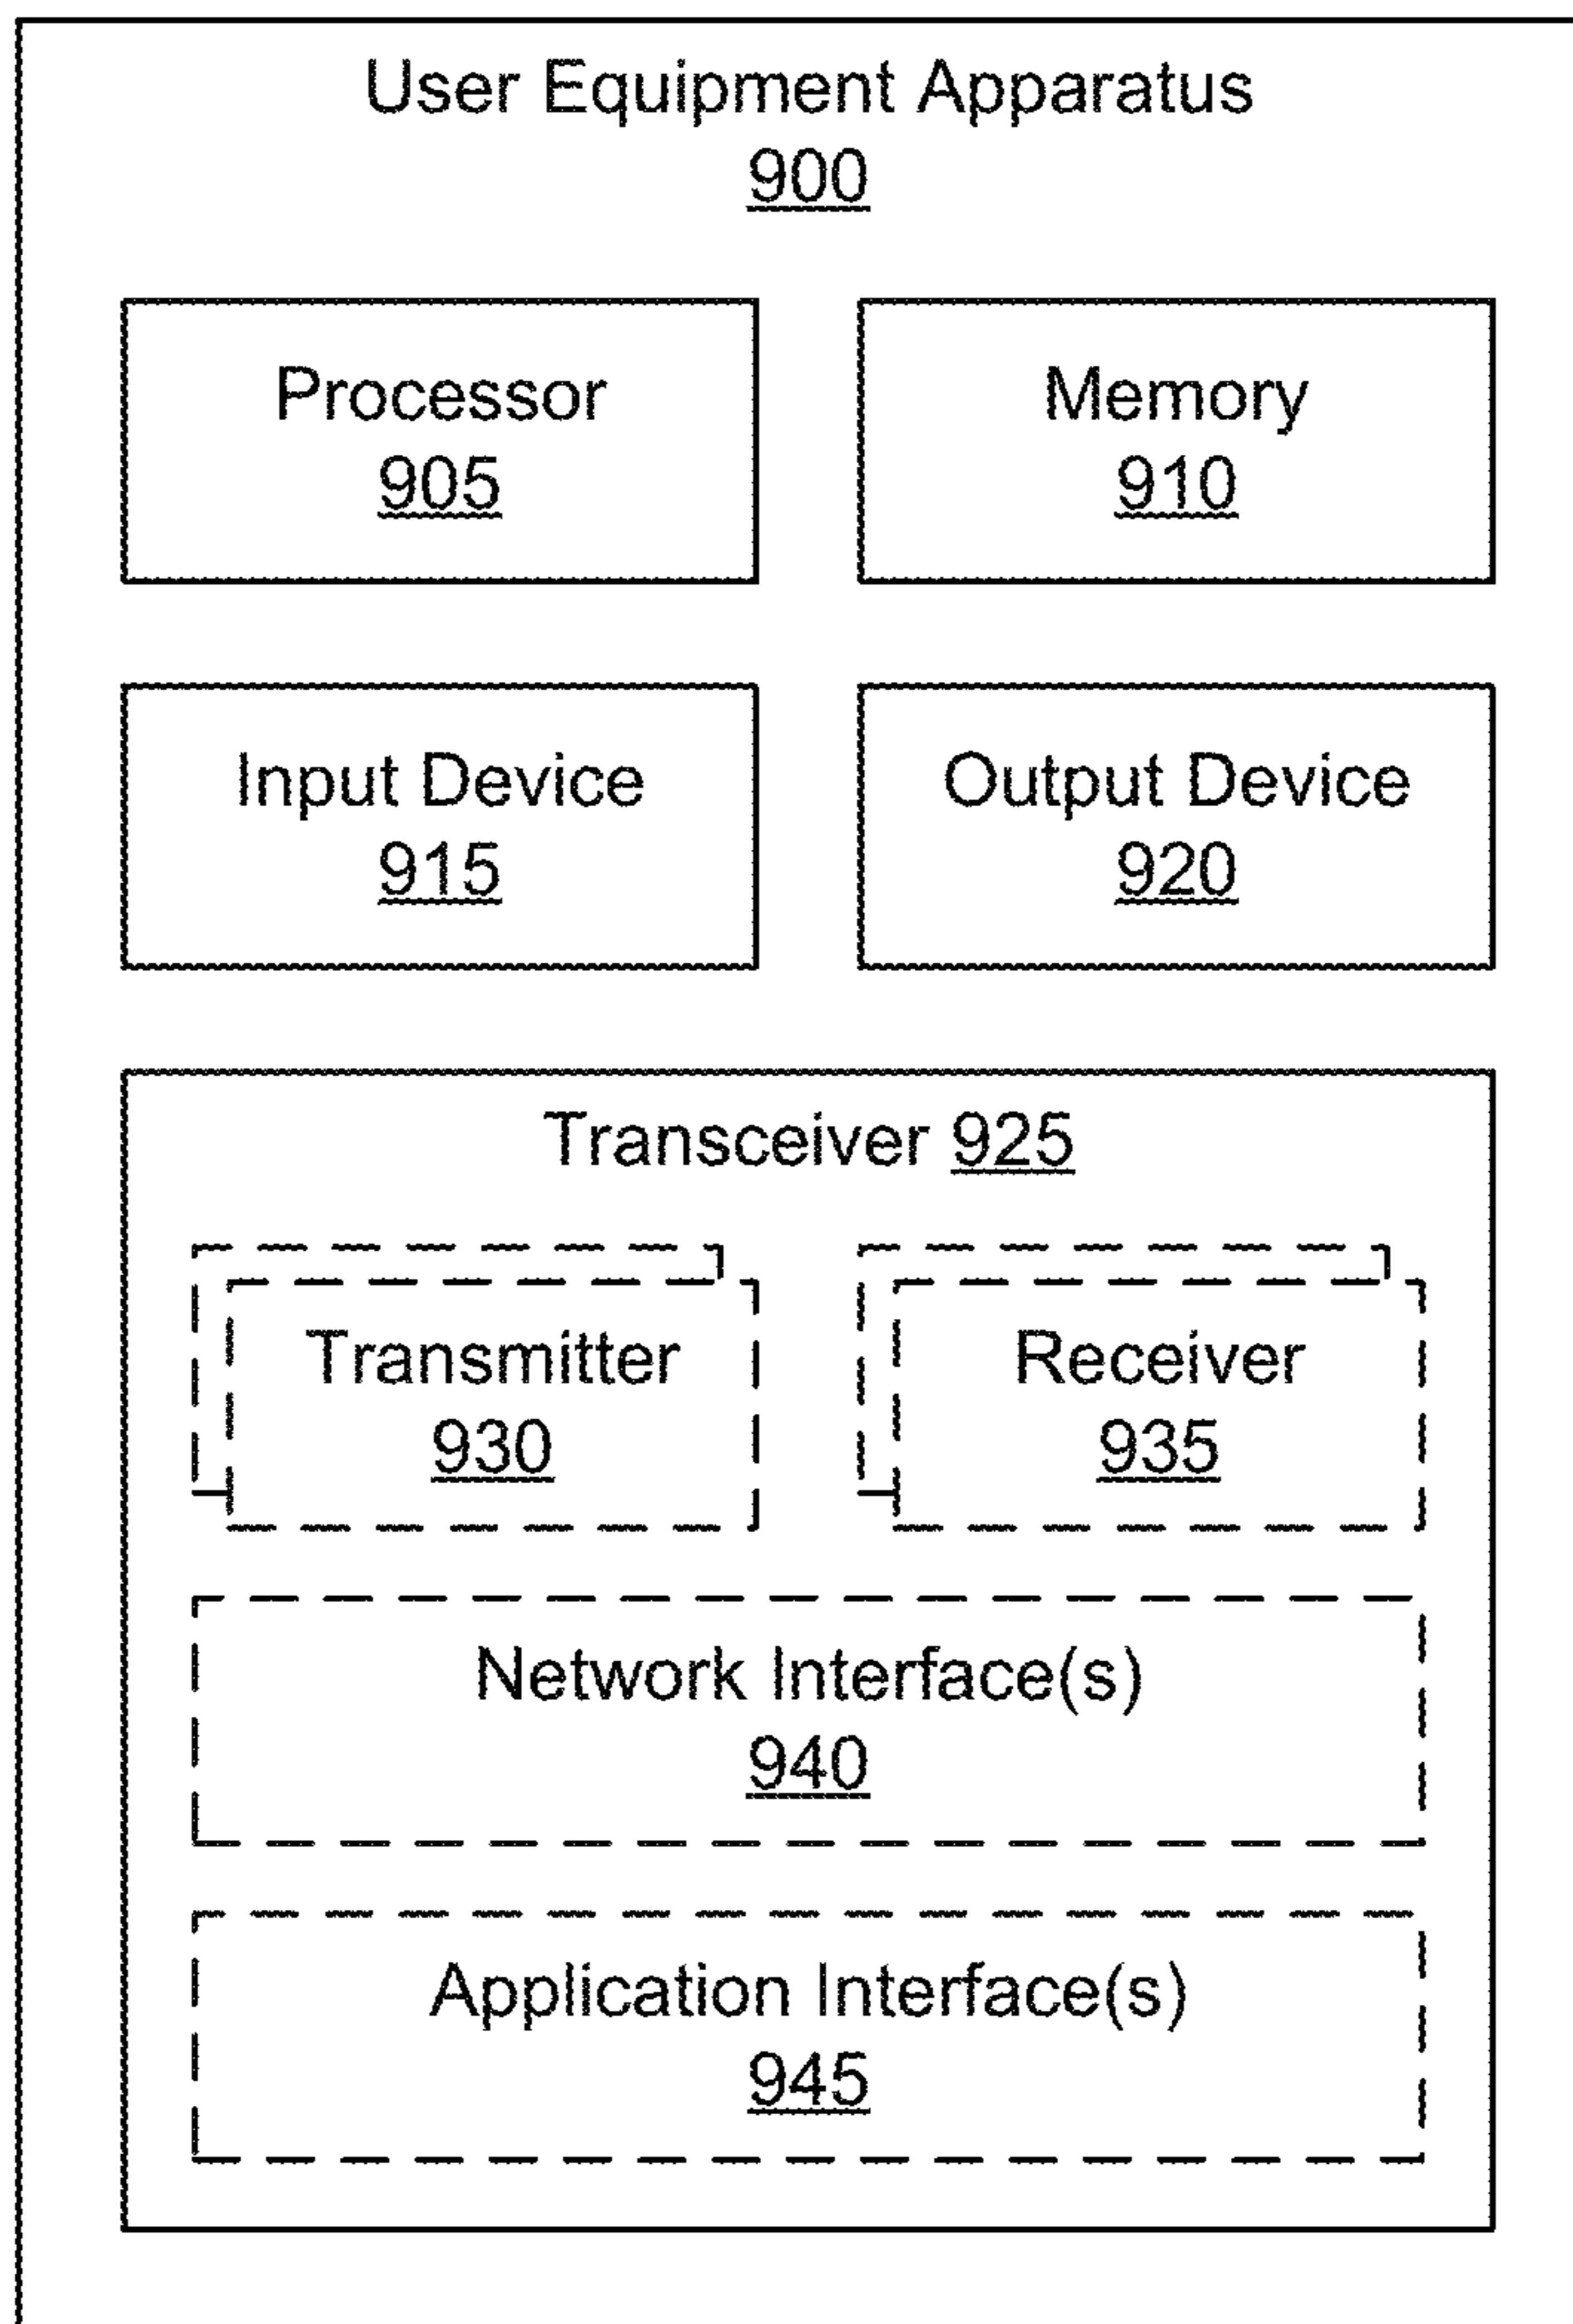 User Equipment Apparatus
900
Processor
905
Memory
910
Input Device
915
Output Device
920
Transceiver 925
Transmitter
930
Receiver
935
Network Interface(s)
940
Application Interface(s)
945